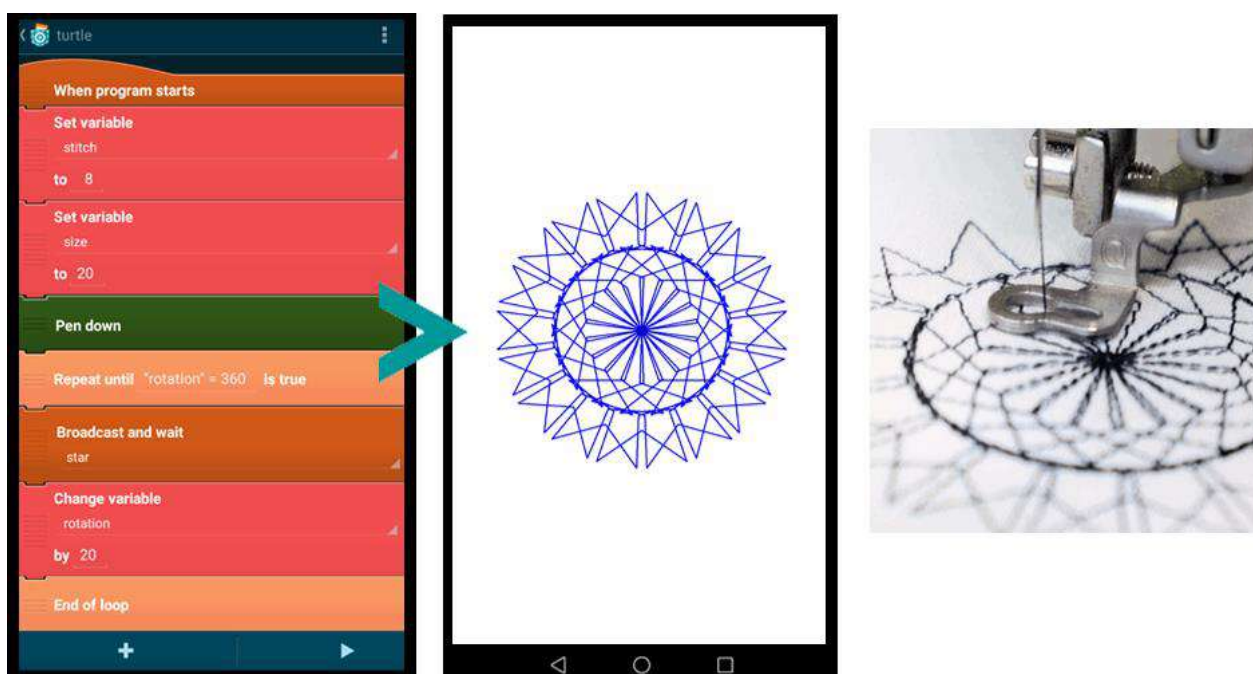 turtle
When program starts
Set variable
stitch
to 8
Set variable
size
to 20
Pen down
Repeat until "rotation" = 360 is true
Broadcast and wait
star
Change variable
rotation
by 20
End of loop